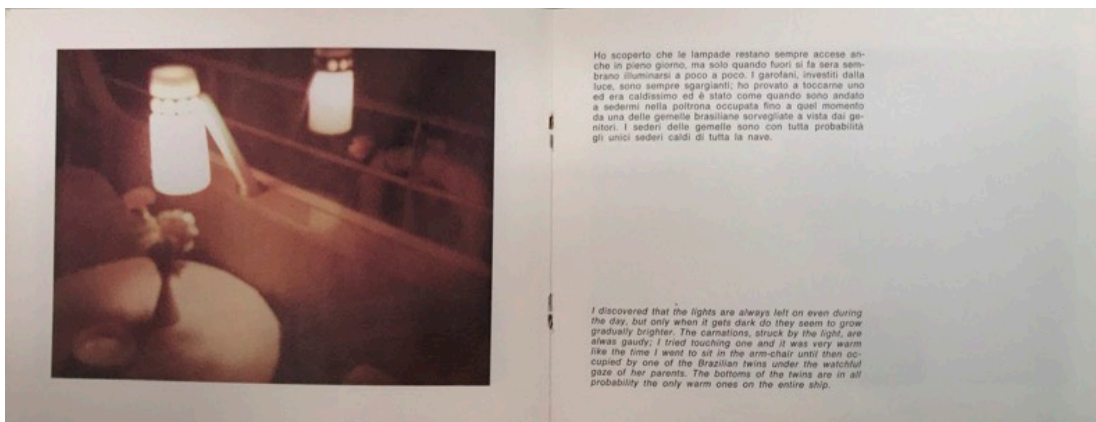 Ho scoperto che le lampade restano sempre accese an-
che in pieno giorno, ma solo quando fuori si fa sera sem-
brano illuminarsi a poco a poco. I garofani, investiti dalla
luce, sono sempre sgargianti; ho provato a toccarne uno
ed era caldissimo ed è stato come quando sono andato
a sedermi nella poltrona occupata fino a quel momento
da una delle gemelle brasiliane sorvegliate a vista dai ge-
nitori. I sederi delle gemelle sono con tutta probabilità
gli unici sederi caldi di tutta la nave.
I discovered that the lights are always left on even during
the day, but only when it gets dark do they seem to grow
gradually brighter. The carnations, struck by the light, are
alwas gaudy; I tried touching one and it was very warm
like the time I went to sit in the arm-chair until then oc-
cupied by one of the Brazilian twins under the watchful
gaze of her parents. The bottoms of the twins are in all
probability the only warm ones on the entire ship.